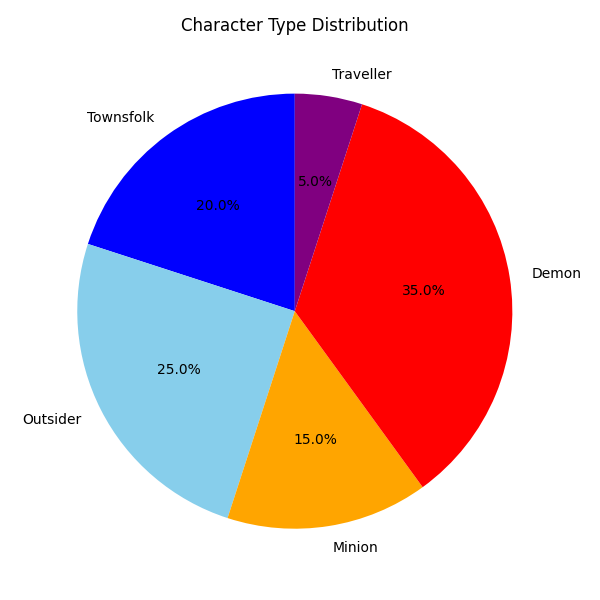 Character Type Distribution
Traveller
Townsfolk
5.0%
20.0%
Demon
35.0%
25.0%
Outsider
15.0%
Minion